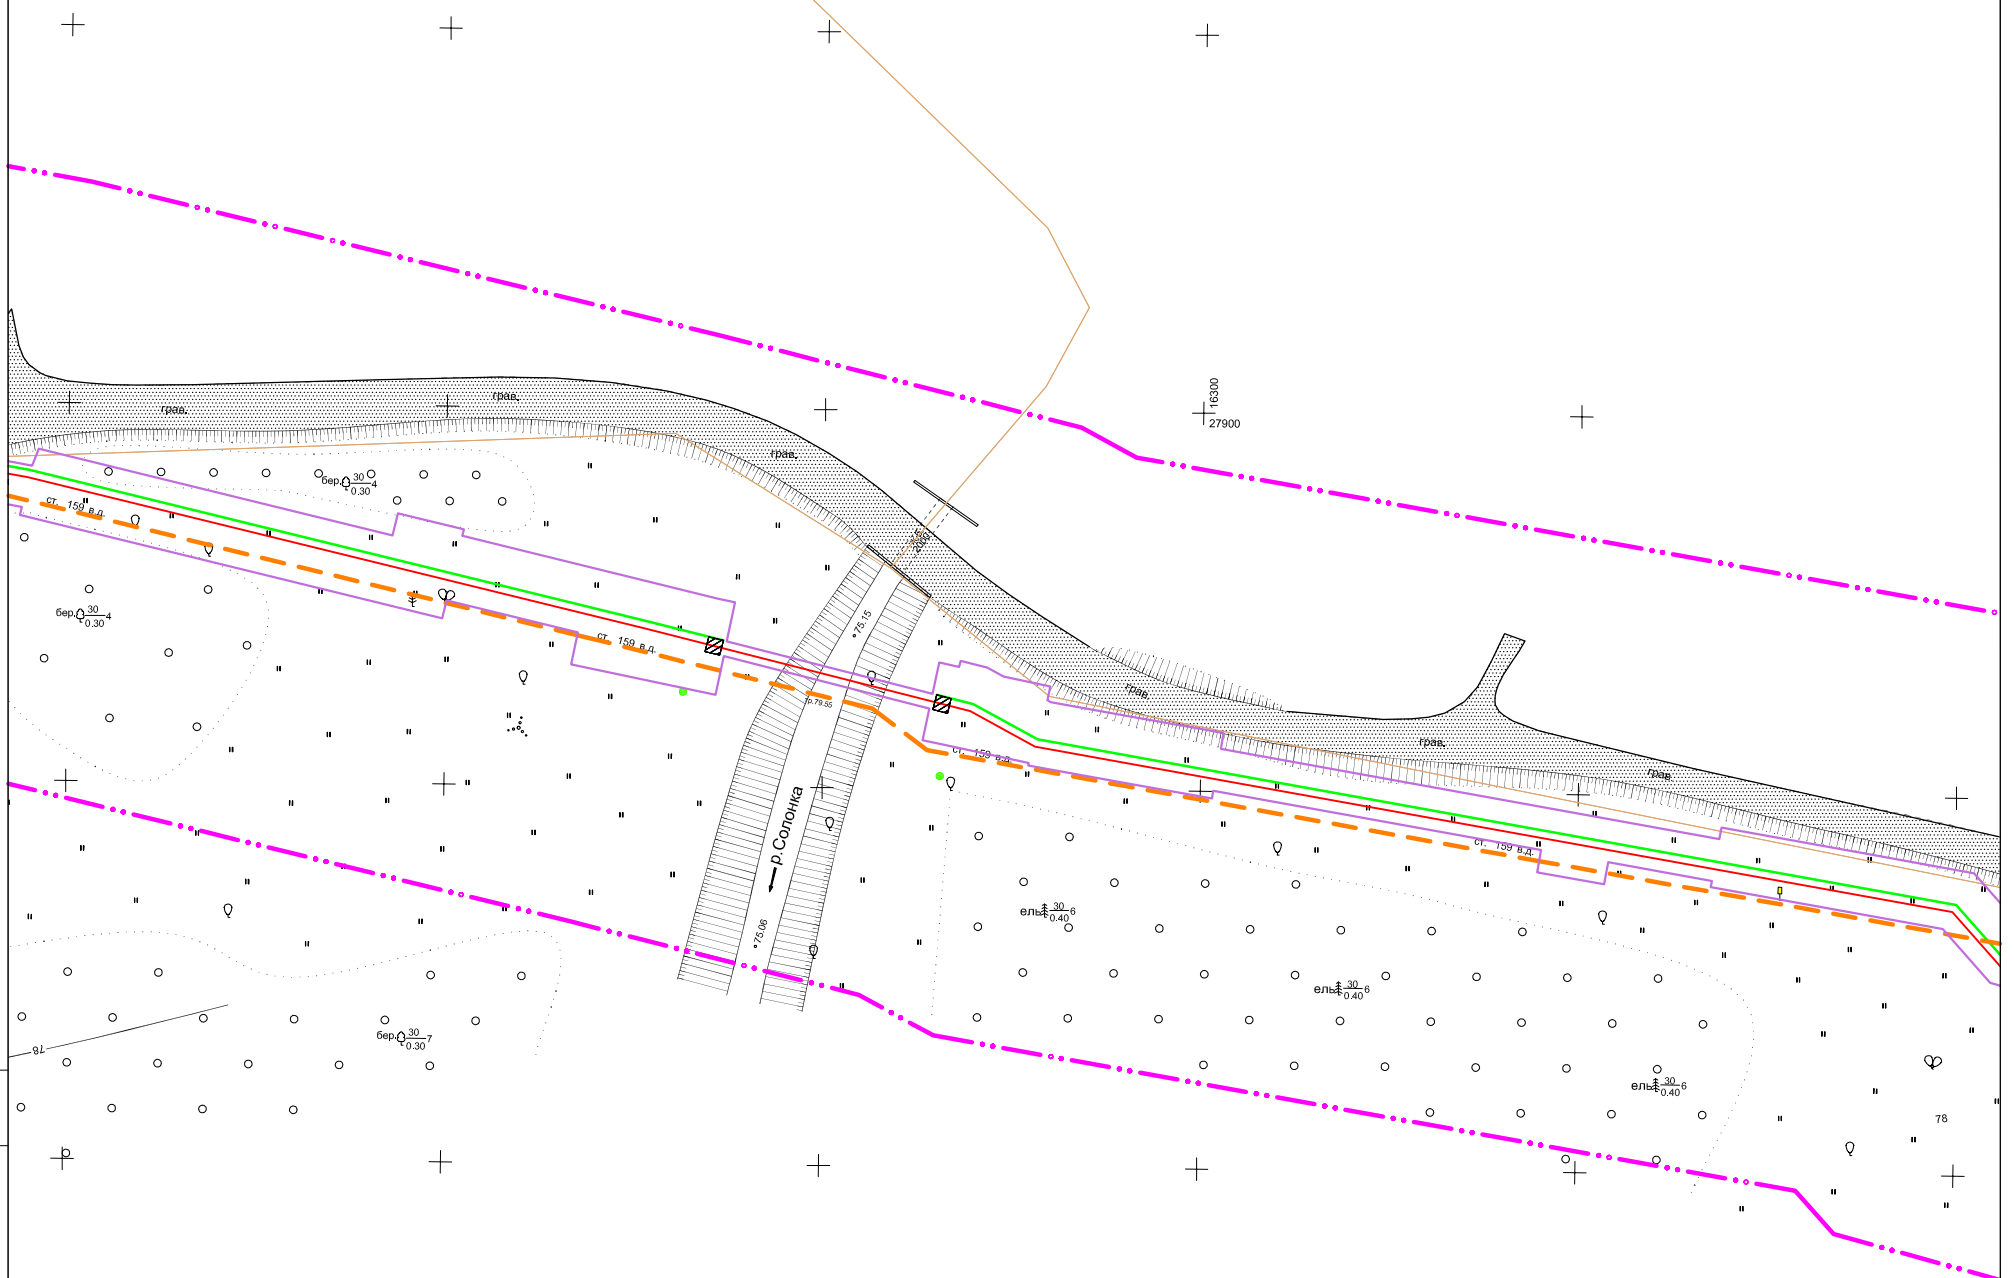 16300
27900
грав.
грав.
грав.
бер. 30 4
0.30
ст. 159 в.д.
бер. 30 4
0.30
75.15
ст. 159 в.д.
грав.
грав.
грав.
79.55
ст. 159 в.д.
р.Солонка
ст. 159 в.д.
75.06
ель 30 6
0.40
ель 30 6
0.40
бер. 30 7
0.30
78
ель 30 6
0.40
78